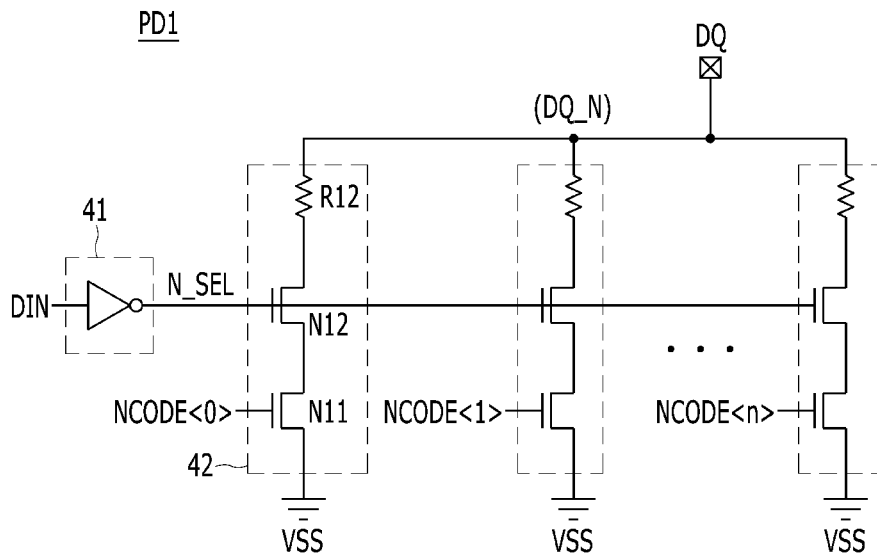 PD1
DQ
(DQ_N)
R12
41
N_SEL
DIN
N12
NCODE<0>
N11
NCODE<1>
. . .
NCODE<n>
42
VSS
VSS
VSS